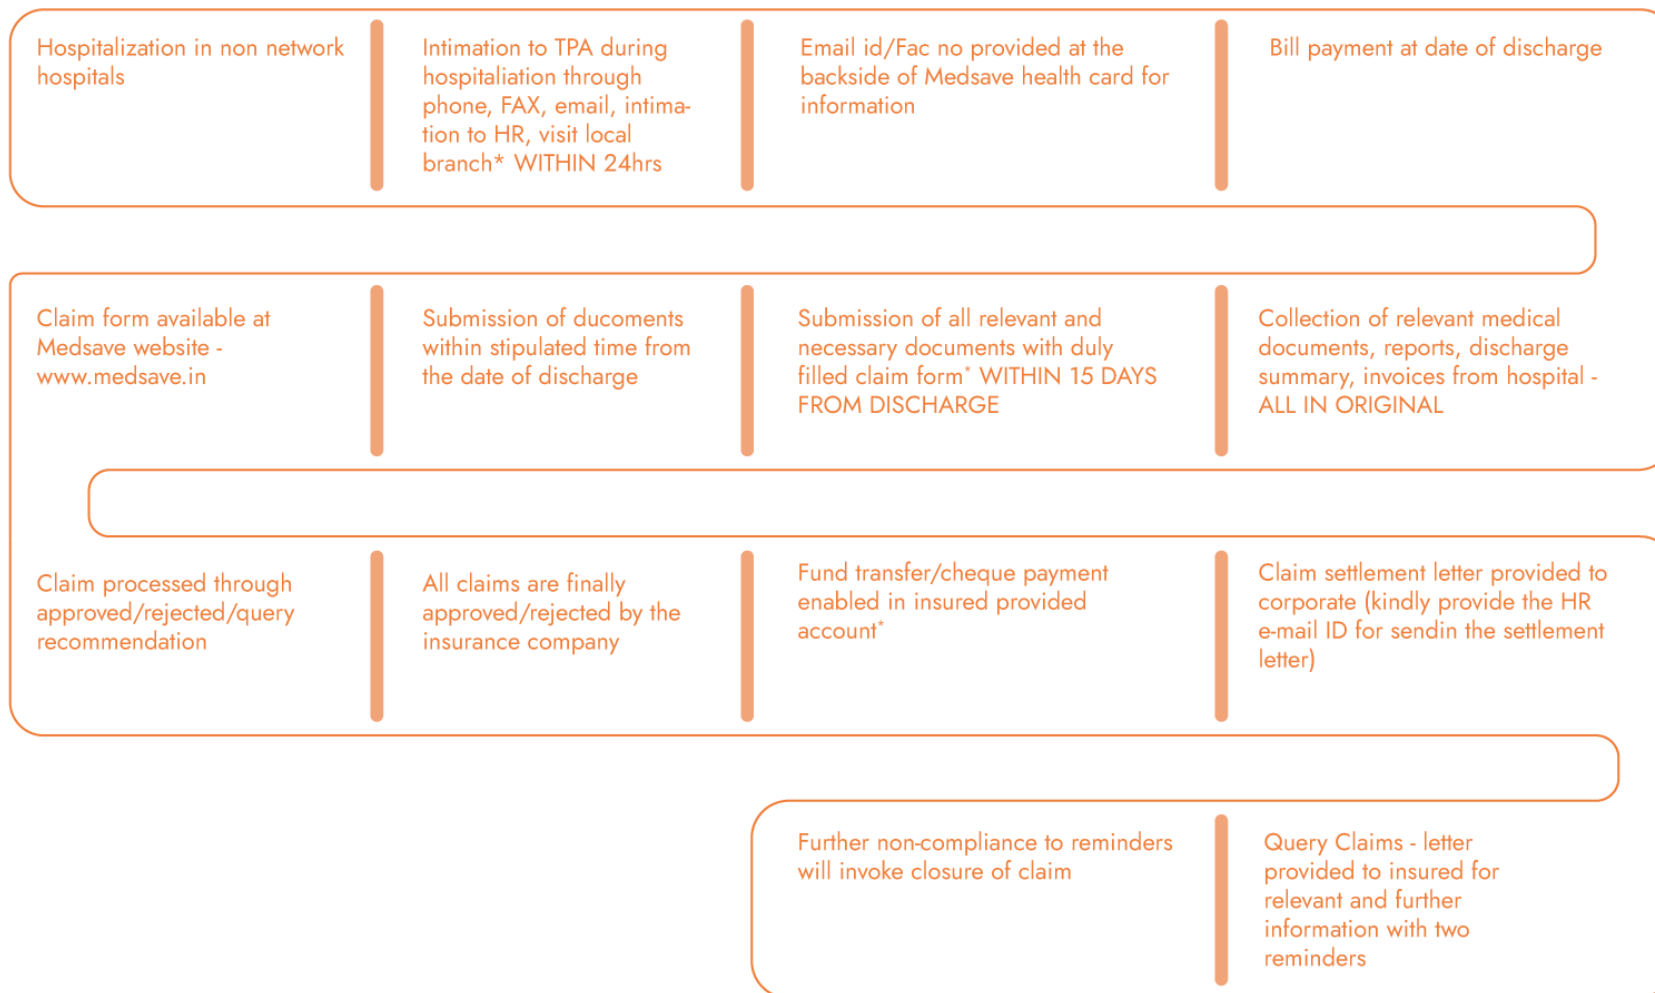 Hospitalization in non network
hospitals
Intimation to TPA during
hospitaliation through
phone, FAX, email, intima-
tion to HR, visit local
branch* WITHIN 24hrs
Email id/Fac no provided at the
backside of Medsave health card for
information
Bill payment at date of discharge
Claim form available at
Medsave website -
www.medsave.in
Submission of ducoments
within stipulated time from
the date of discharge
Submission of all relevant and
necessary documents with duly
filled claim form* WITHIN 15 DAYS
FROM DISCHARGE
Collection of relevant medical
documents, reports, discharge
summary, invoices from hospital -
ALL IN ORIGINAL
Claim processed through
approved/rejected/query
recommendation
All claims are finally
approved/rejected by the
insurance company
Fund transfer/cheque payment
enabled in insured provided
account*
Claim settlement letter provided to
corporate (kindly provide the HR
e-mail ID for sendin the settlement
letter)
Further non-compliance to reminders
will invoke closure of claim
Query Claims - letter
provided to insured for
relevant and further
information with two
reminders